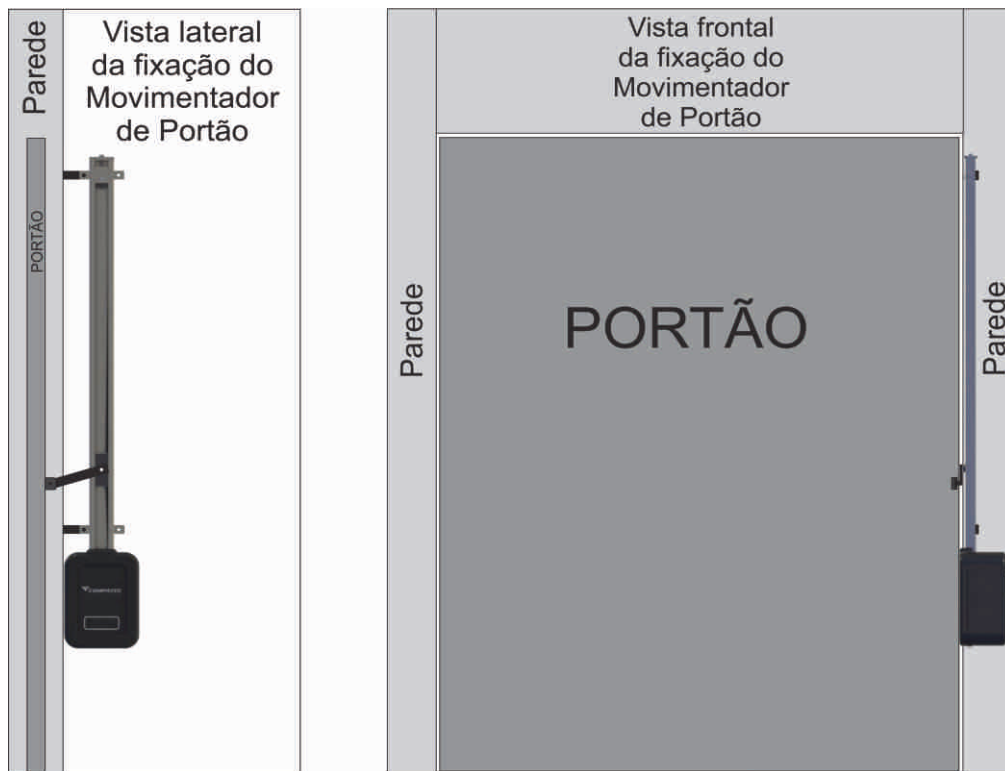 Parede
Vista lateral
da fixação do
Movimentador
de Portão
PORTÃO
Vista frontal
da fixação do
Movimentador
de Portão
Parede
PORTÃO
Parede